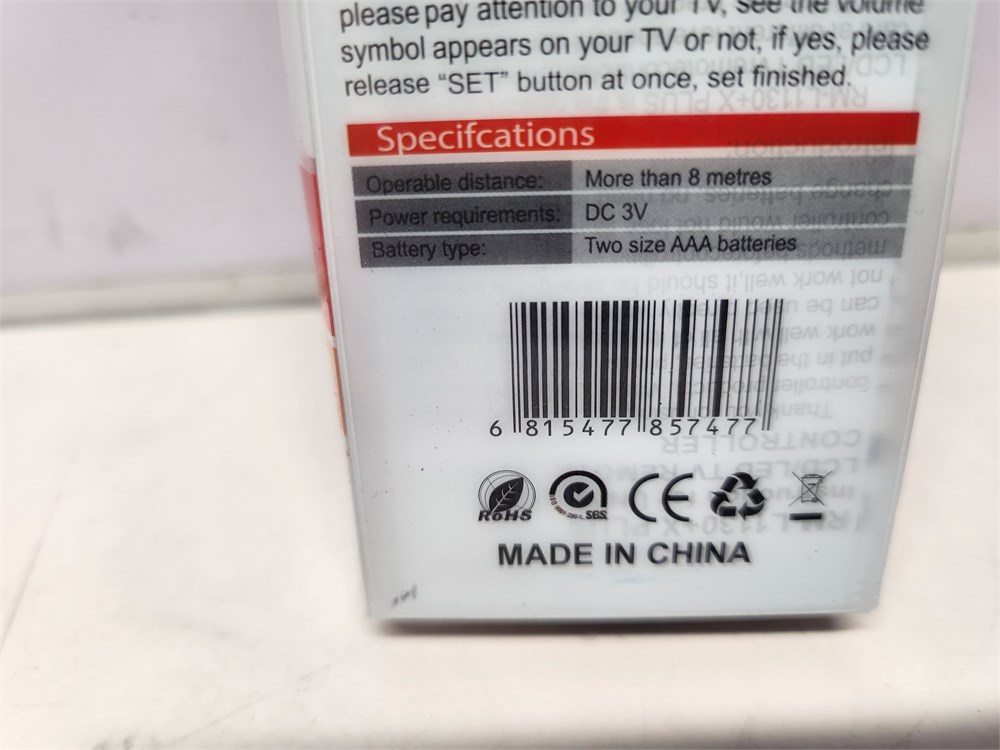 please pay attention to your TV, see the volume
symbol appears on your TV or not, if yes, please
release “SET” button at once, set finished.
Specifcations
Operable distance: More than 8 metres
Power requirements: DC 3V
Battery type: Two size AAA batteries
6 815477 857477
RoHS SGS CE
MADE IN CHINA